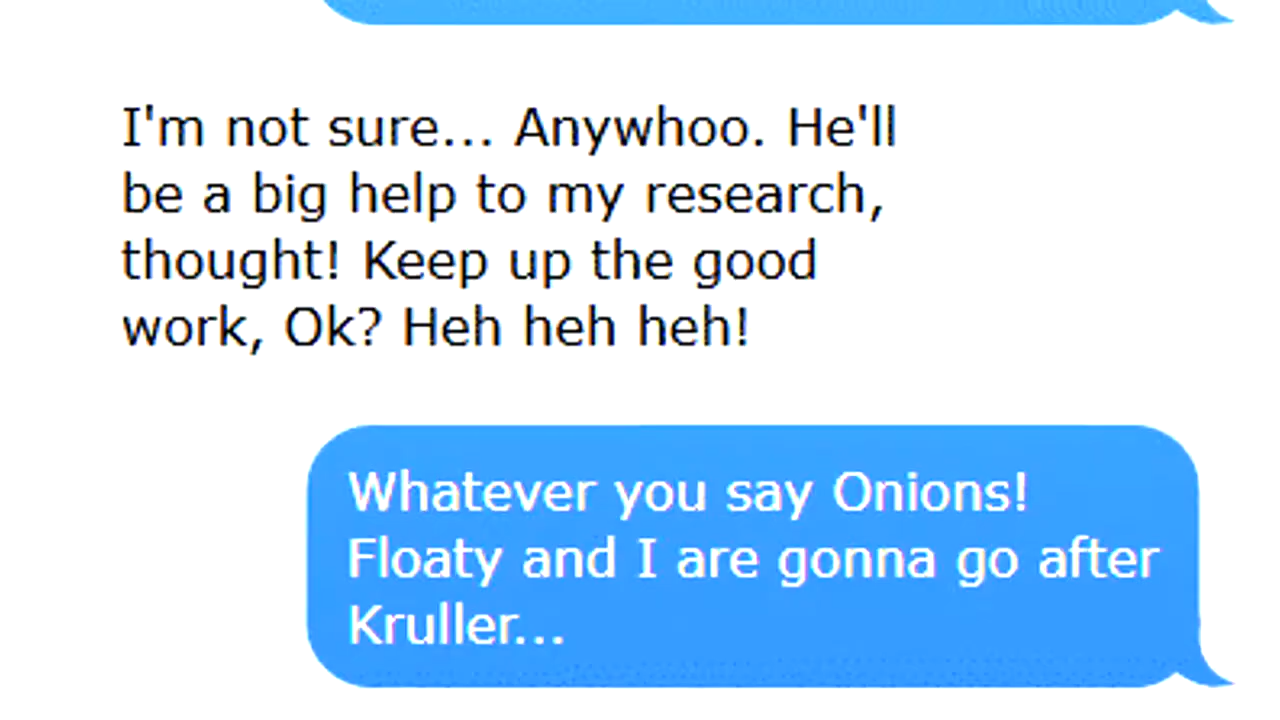 I'm not sure... Anywhoo. He'll
be a big help to my research,
thought! Keep up the good
work, Ok? Heh heh heh!
Whatever you say Onions!
Floaty and I are gonna go after
Kruller...